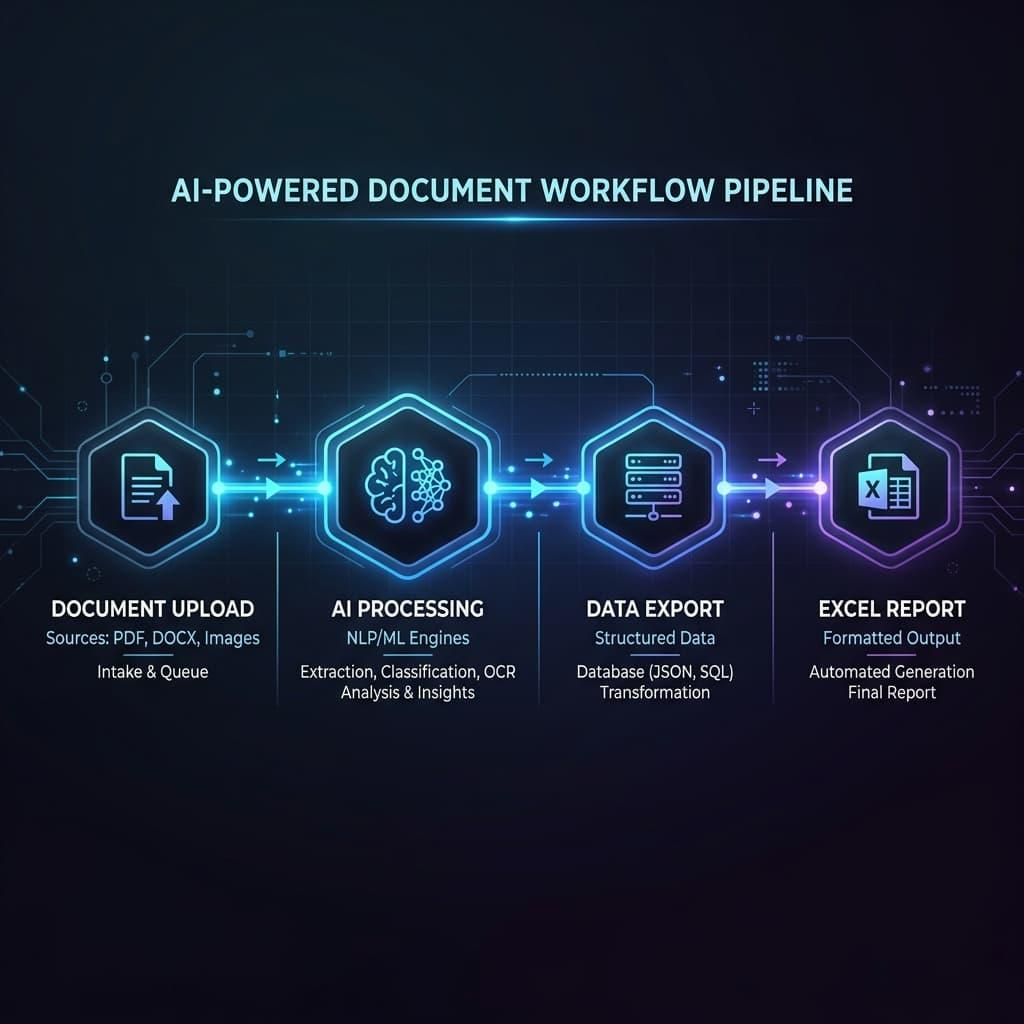 AI-POWERED DOCUMENT WORKFLOW PIPELINE
X
DOCUMENT UPLOAD
Sources: PDF, DOCX, Images
Intake & Queue
AI PROCESSING
NLP/ML Engines
Extraction, Classification, OCR
Analysis & Insights
DATA EXPORT
Structured Data
Database (JSON, SQL)
Transformation
EXCEL REPORT
Formatted Output
Automated Generation
Final Report